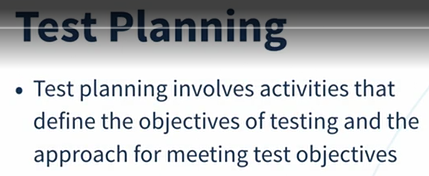 Test Planning
• Test planning involves activities that
define the objectives of testing and the
approach for meeting test objectives